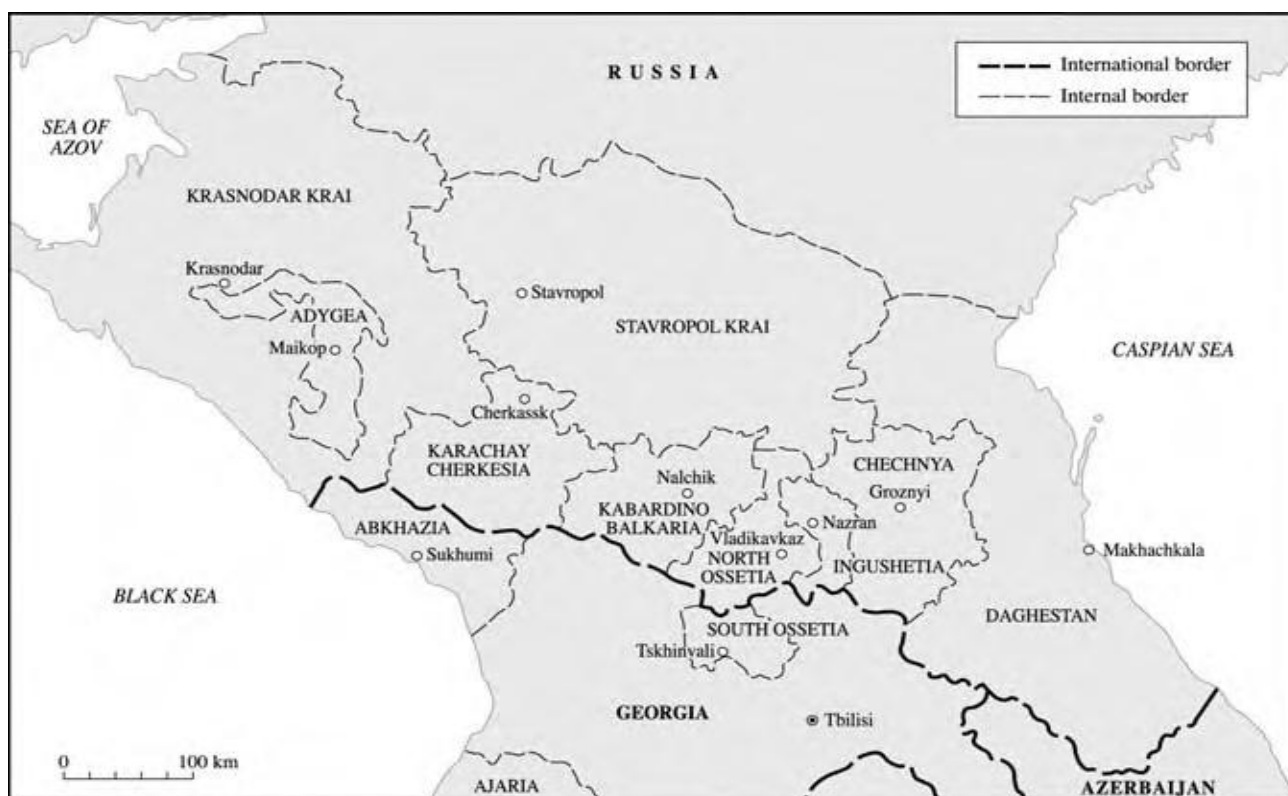 RUSSIA
International border
Internal border
SEA OF
AZOV
KRASNODAR KRAI
Krasnodar
Stavropol
ADYGEA
STAVROPOL KRAI
Maikop
CASPIAN SEA
Cherkassk
KARACHAY
CHERKESIA
CHECHNYA
Nalchik
Groznyi
KABARDINO
BALKARIA
Nazran
ABKHAZIA
Vladikavkaz
Sukhumi
NORTH
OSSETIA
INGUSHETIA
Makhachkala
BLACK SEA
DAGHESTAN
SOUTH OSSETIA
Tskhinvali
GEORGIA
Tbilisi
0 100 km
AJARIA
AZERBAIJAN